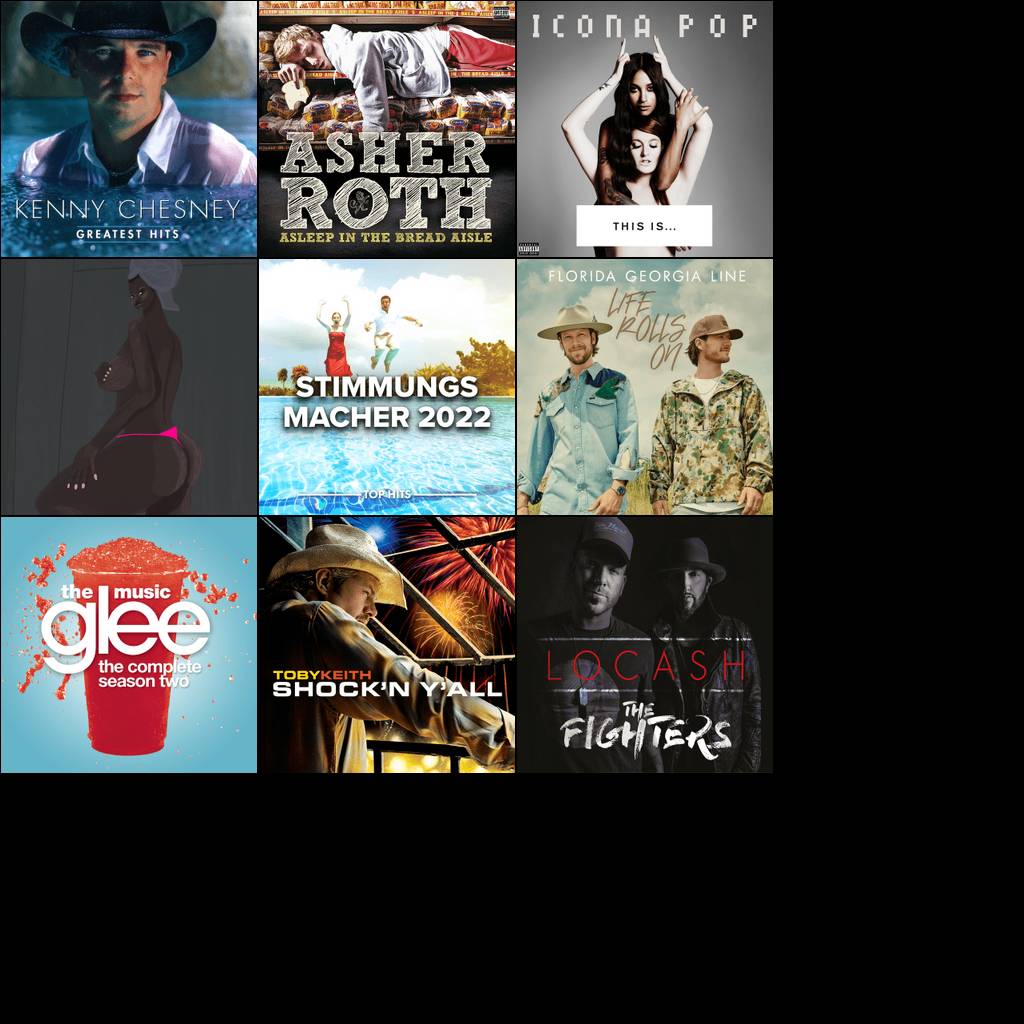 KENNY CHESNEY
GREATEST HITS
ASHER
ROTH
ASLEEP IN THE BREAD AISLE
ICONA POP
THIS IS...
STIMMUNGS
MACHER 2022
TOP HITS
FLORIDA GEORGIA LINE
LIFE
ROLLS
ON
the music
glee
the complete
season two
TOBYKEITH
SHOCK'N Y'ALL
LOCASH
THE
FIGHTERS